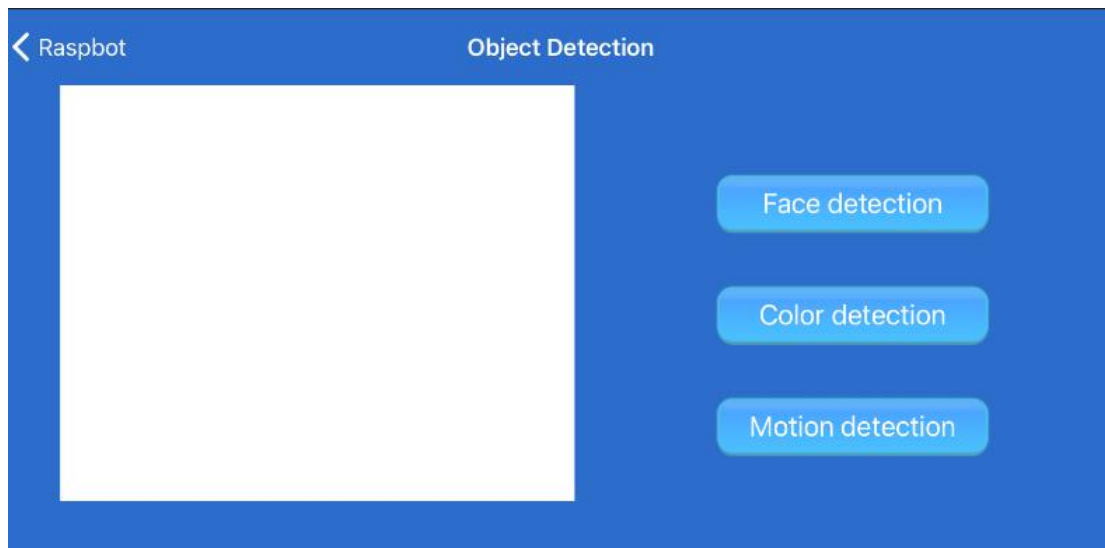 Raspbot
Object Detection
Face detection
Color detection
Motion detection